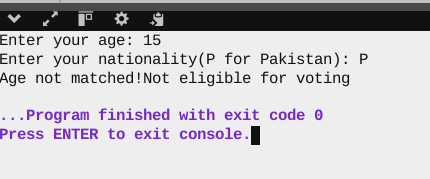 Enter your age: 15
Enter your nationality(P for Pakistan): P
Age not matched!Not eligible for voting
...Program finished with exit code 0
Press ENTER to exit console.